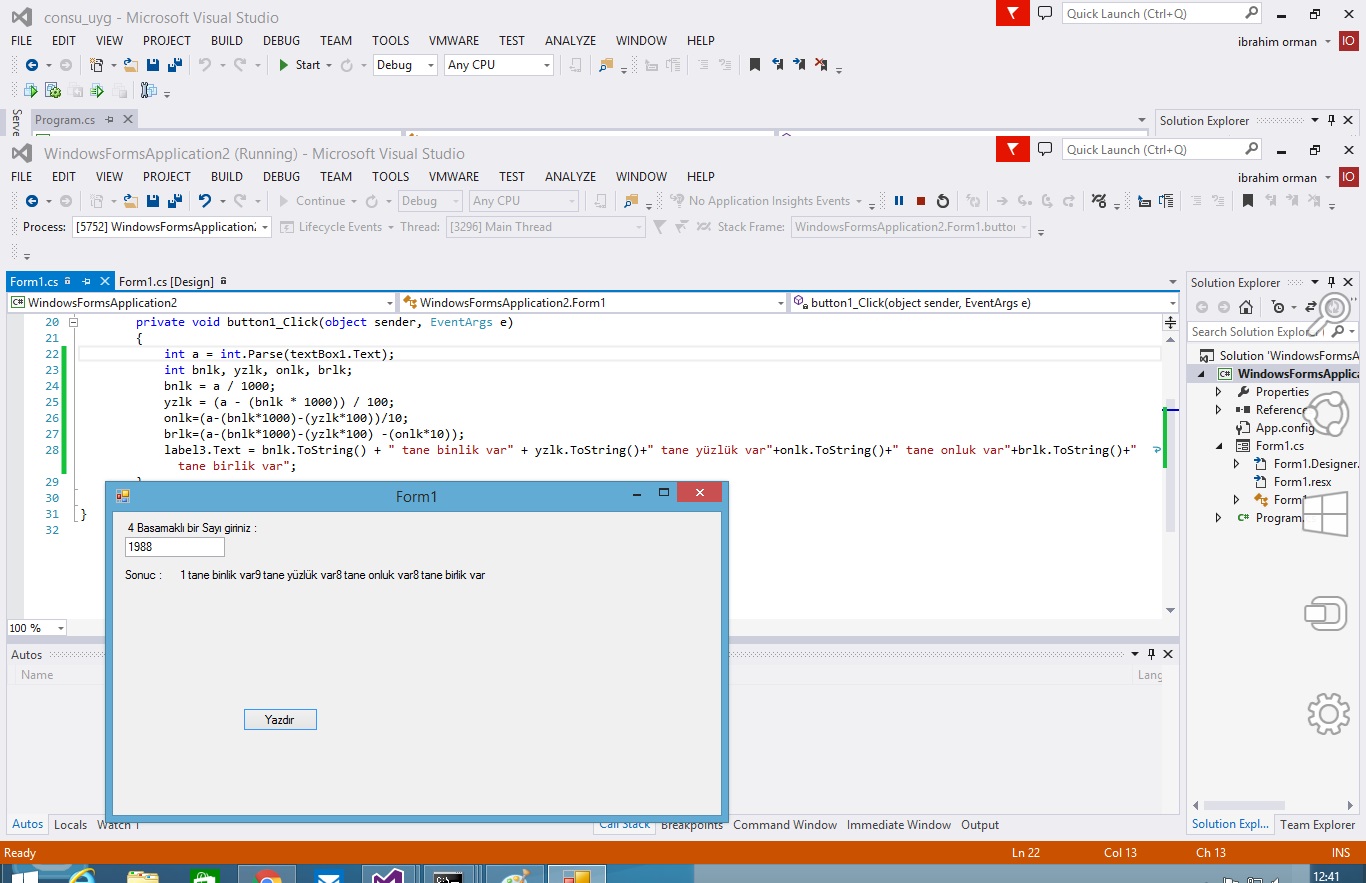 consu_uyg - Microsoft Visual Studio
Quick Launch (Ctrl+Q)
FILE EDIT VIEW PROJECT BUILD DEBUG TEAM TOOLS VMWARE TEST ANALYZE WINDOW HELP
ibrahim orman IO
Start Debug Any CPU
Program.cs
Solution Explorer
WindowsFormsApplication2 (Running) - Microsoft Visual Studio
Quick Launch (Ctrl+Q)
FILE EDIT VIEW PROJECT BUILD DEBUG TEAM TOOLS VMWARE TEST ANALYZE WINDOW HELP
ibrahim orman IO
Continue Debug Any CPU No Application Insights Events
Process: [5752] WindowsFormsApplication2 Lifecycle Events Thread: [3296] Main Thread Stack Frame: WindowsFormsApplication2.Form1.button
Form1.cs Form1.cs [Design]
Solution Explorer
C# WindowsFormsApplication2 WindowsFormsApplication2.Form1 button1_Click(object sender, EventArgs e)
20 private void button1_Click(object sender, EventArgs e)
21 {
22 int a = int.Parse(textBox1.Text);
23 int bnlk, yzlk, onlk, brlk;
24 bnlk = a / 1000;
25 yzlk = (a - (bnlk * 1000)) / 100;
26 onlk=(a-(bnlk*1000)-(yzlk*100))/10;
27 brlk=(a-(bnlk*1000)-(yzlk*100) -(onlk*10));
28 label3.Text = bnlk.ToString() + " tane binlik var" + yzlk.ToString()+" tane yüzlük var"+onlk.ToString()+" tane onluk var"+brlk.ToString()+"
tane birlik var";
29
30
31 }
32
Search Solution Explor
Solution 'WindowsFormsA
C# WindowsFormsApplica
Properties
Reference
App.config
Form1.cs
Form1.Designer.
Form1.resx
Form
C# Program.
Form1
4 Basamaklı bir Sayı giriniz :
1988
Sonuc : 1 tane binlik var9 tane yüzlük var8 tane onluk var8 tane birlik var
Yazdır
100 %
Autos
Name
Lang
Autos Locals Watch 1
Call Stack Breakpoints Command Window Immediate Window Output
Solution Expl... Team Explorer
Ready Ln 22 Col 13 Ch 13 INS
12:41